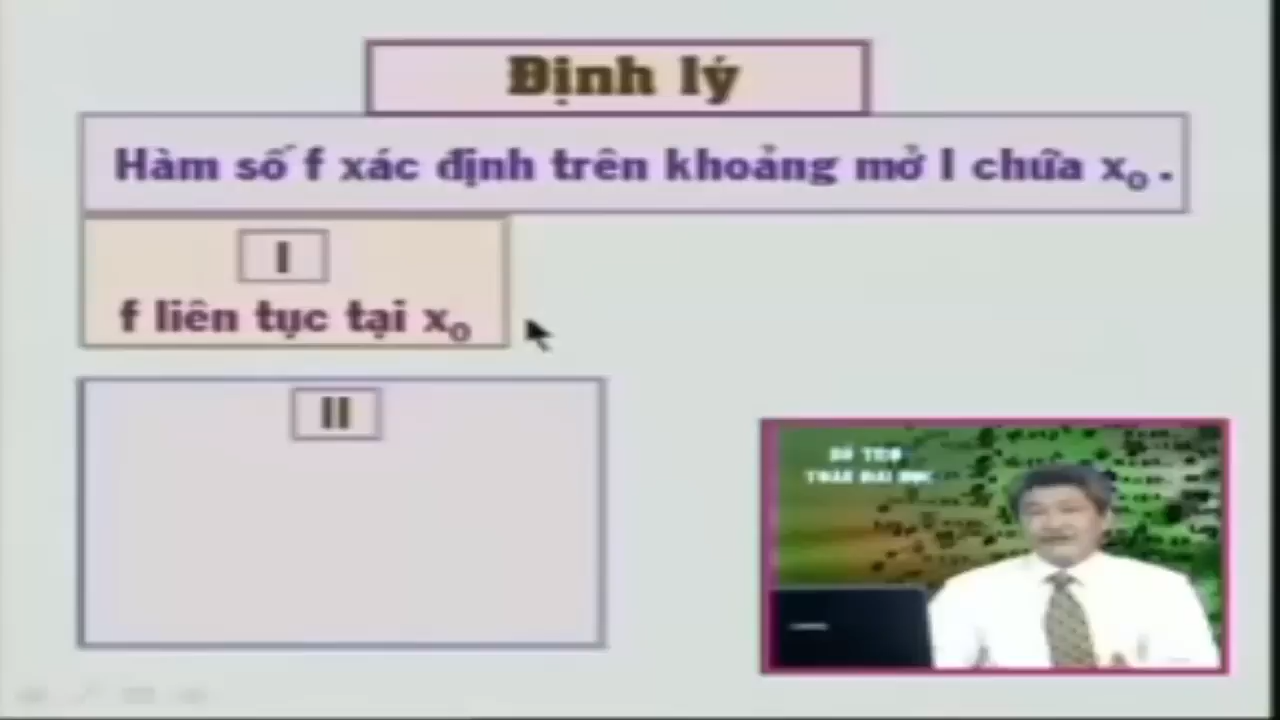 Định lý
Hàm số f xác định trên khoảng mở I chứa x₀ .
I
f liên tục tại x₀
II